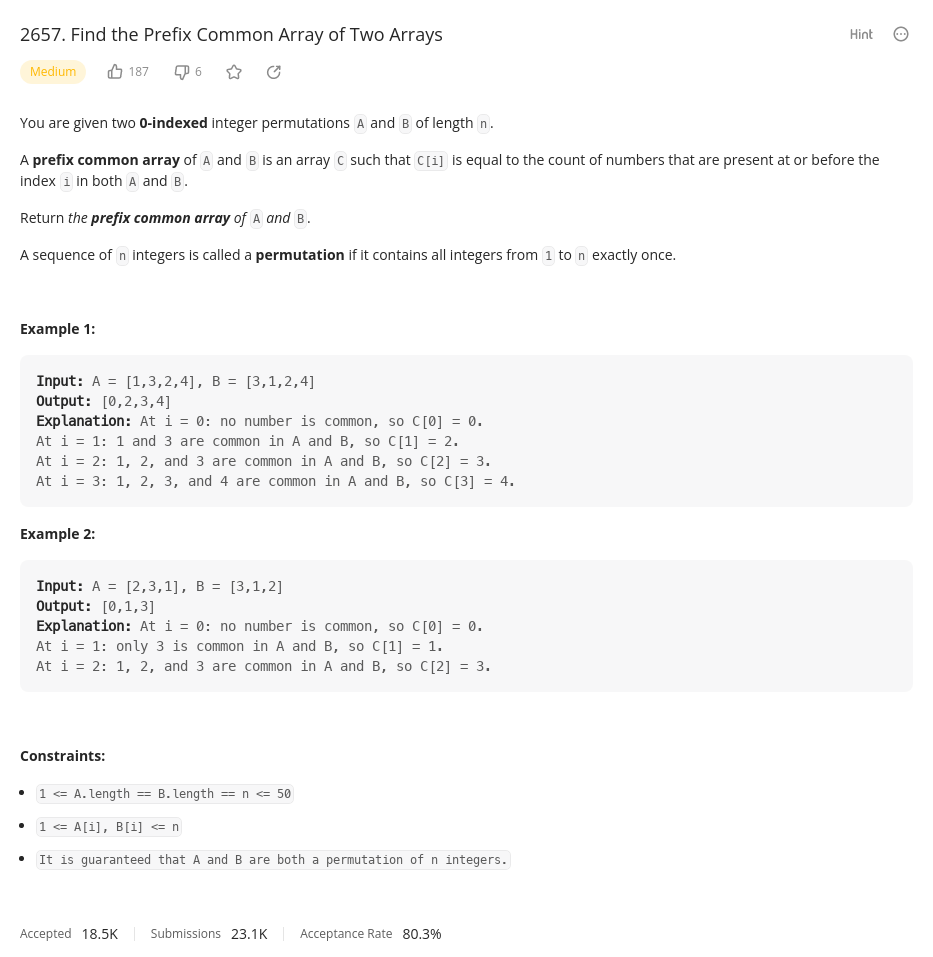 2657. Find the Prefix Common Array of Two Arrays
Hint
Medium 187 6
You are given two 0-indexed integer permutations A and B of length n.
A prefix common array of A and B is an array C such that C[i] is equal to the count of numbers that are present at or before the
index i in both A and B.
Return the prefix common array of A and B.
A sequence of n integers is called a permutation if it contains all integers from 1 to n exactly once.
Example 1:
Input: A = [1,3,2,4], B = [3,1,2,4]
Output: [0,2,3,4]
Explanation: At i = 0: no number is common, so C[0] = 0.
At i = 1: 1 and 3 are common in A and B, so C[1] = 2.
At i = 2: 1, 2, and 3 are common in A and B, so C[2] = 3.
At i = 3: 1, 2, 3, and 4 are common in A and B, so C[3] = 4.
Example 2:
Input: A = [2,3,1], B = [3,1,2]
Output: [0,1,3]
Explanation: At i = 0: no number is common, so C[0] = 0.
At i = 1: only 3 is common in A and B, so C[1] = 1.
At i = 2: 1, 2, and 3 are common in A and B, so C[2] = 3.
Constraints:
1 <= A.length == B.length == n <= 50
1 <= A[i], B[i] <= n
It is guaranteed that A and B are both a permutation of n integers.
Accepted 18.5K Submissions 23.1K Acceptance Rate 80.3%